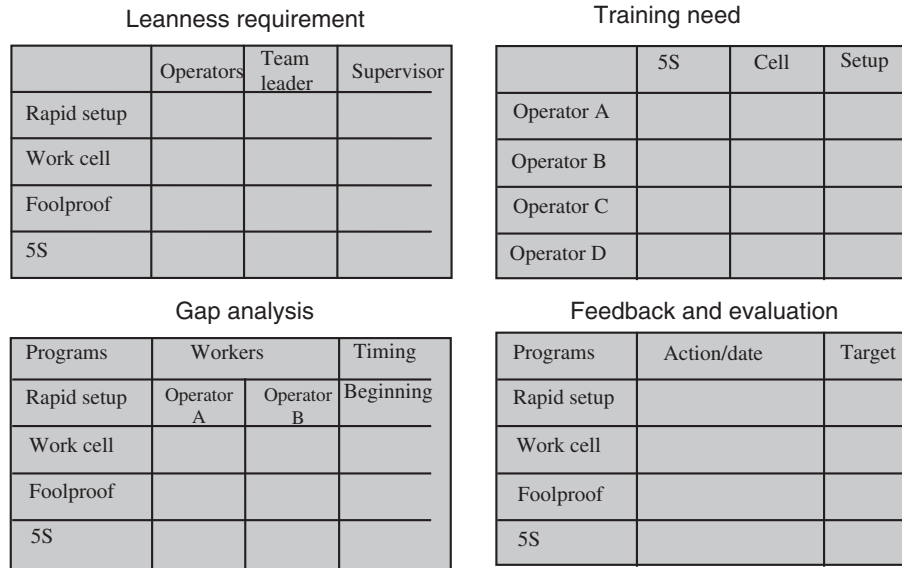 Leanness requirement
Operators Team leader Supervisor
Rapid setup
Work cell
Foolproof
5S
Training need
5S Cell Setup
Operator A
Operator B
Operator C
Operator D
Gap analysis
Programs Workers Timing
Rapid setup Operator A Operator B Beginning
Work cell
Foolproof
5S
Feedback and evaluation
Programs Action/date Target
Rapid setup
Work cell
Foolproof
5S